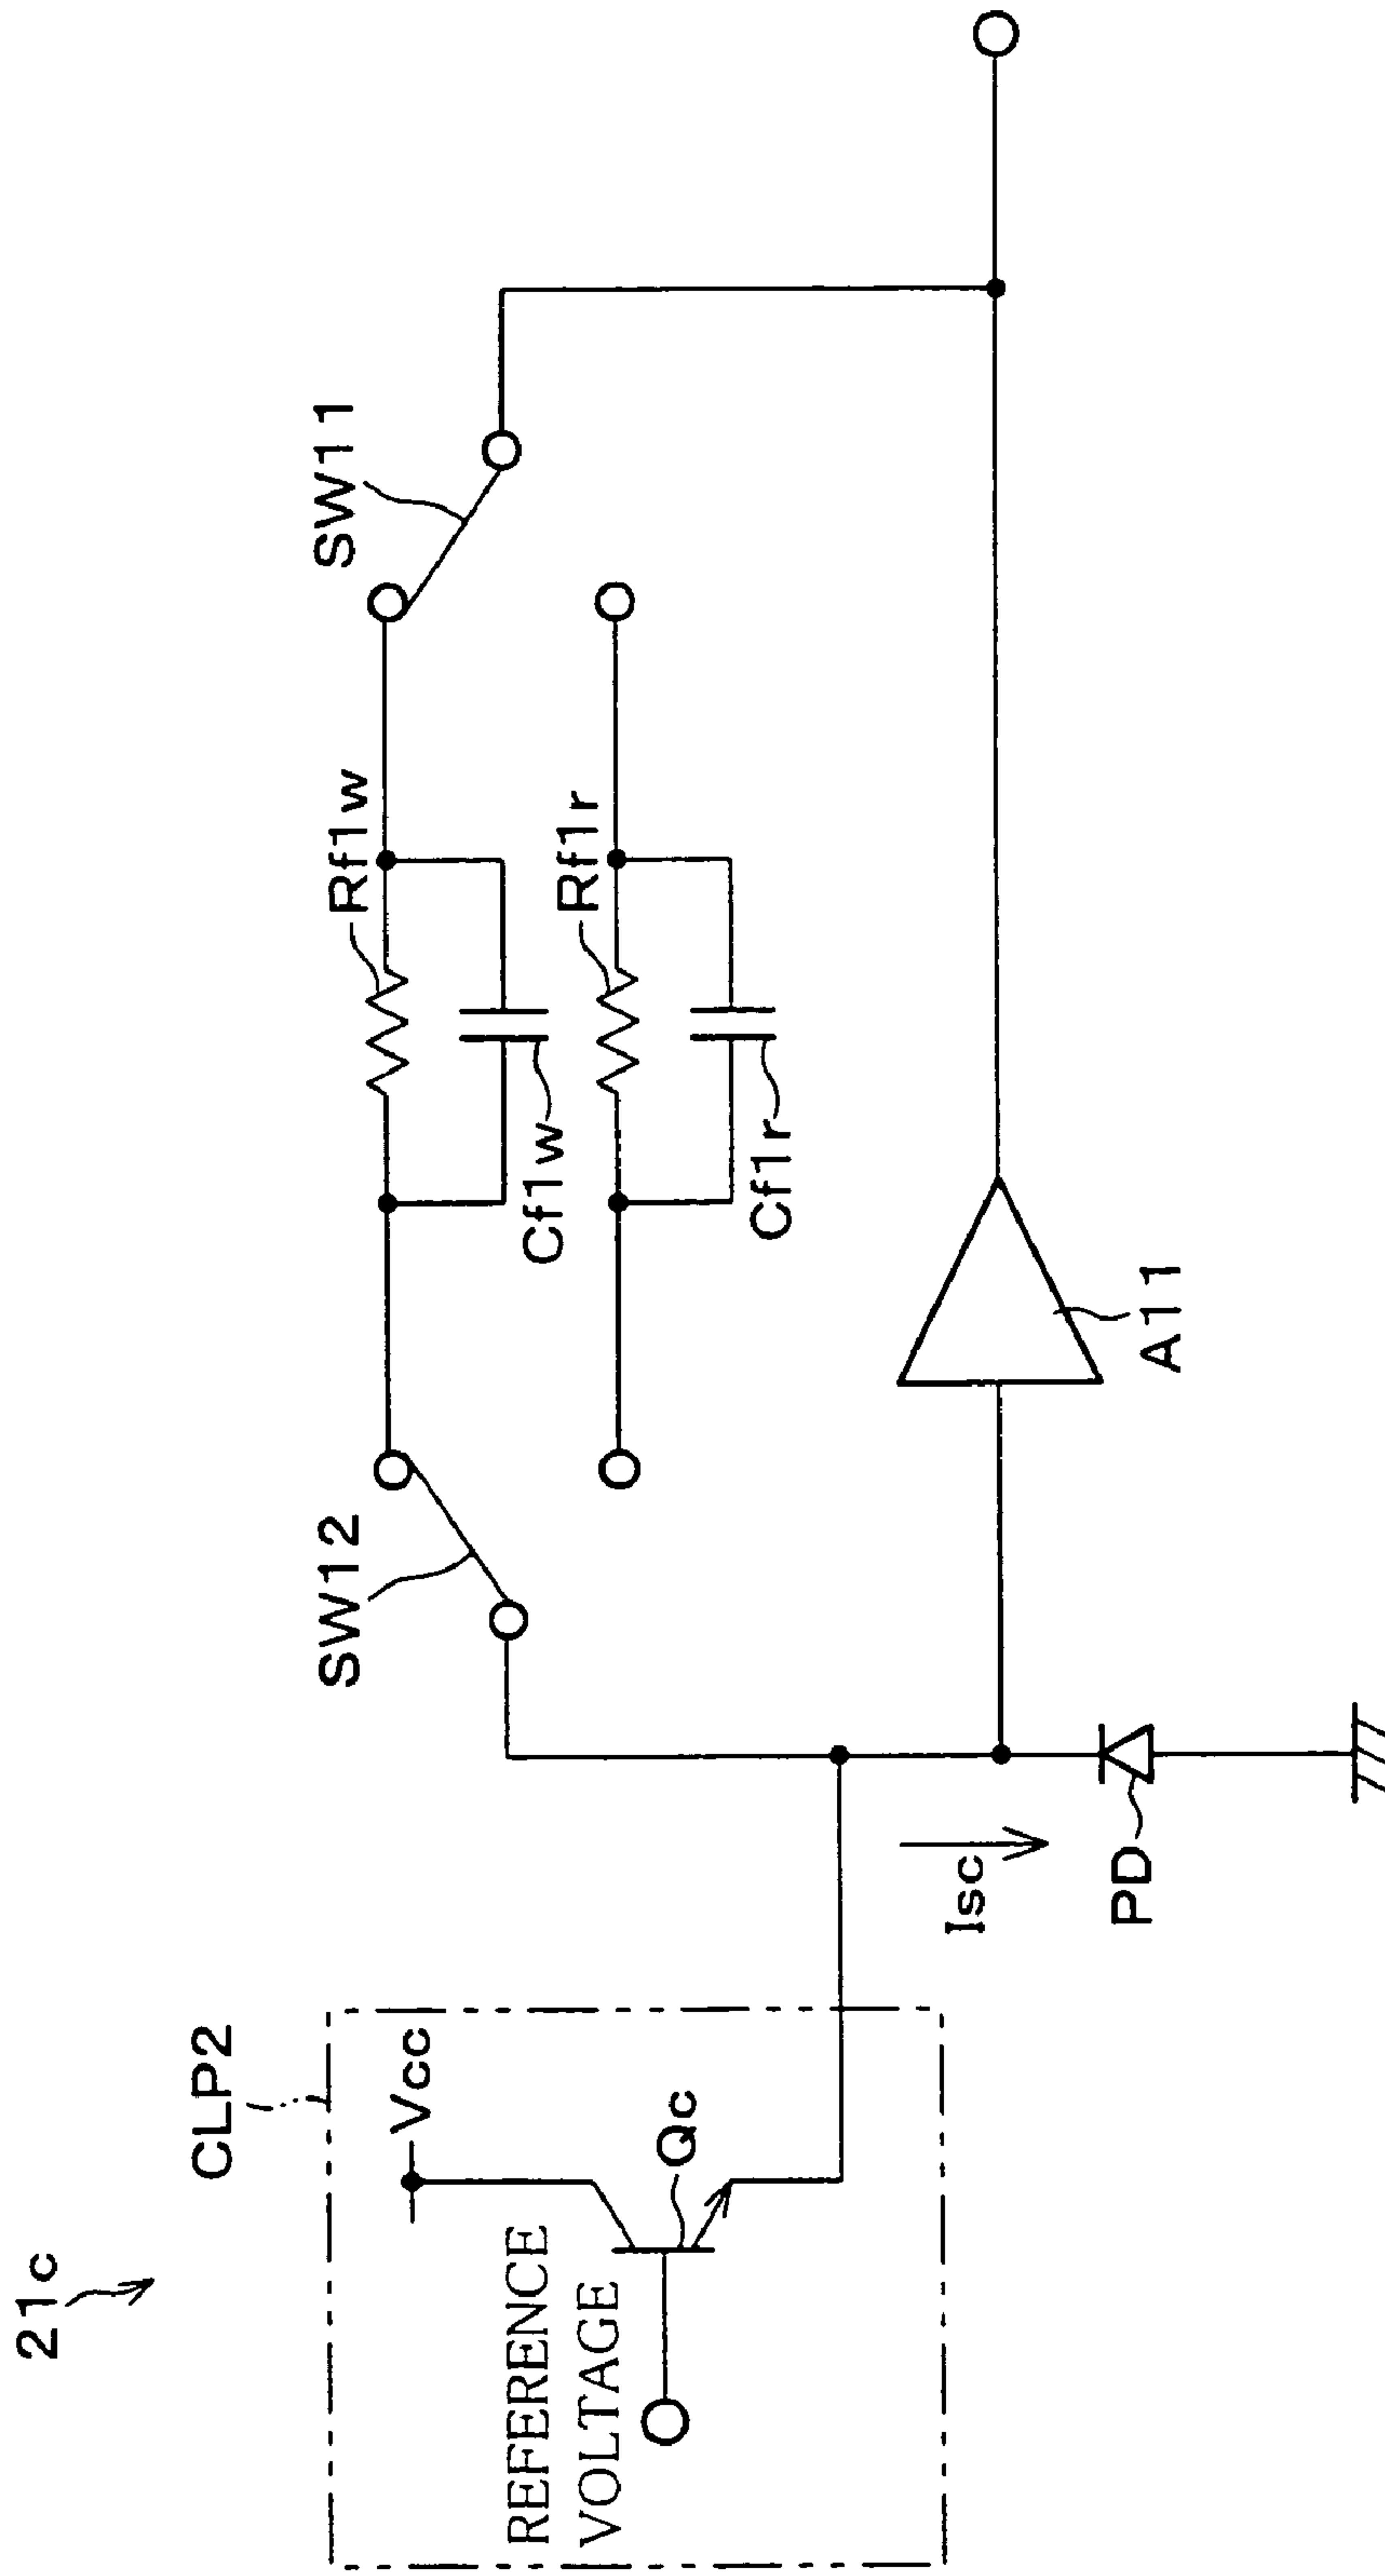 21c
CLP2
Vcc
REFERENCE
VOLTAGE
Qc
SW12
SW11
Rf1w
Cf1w
Rf1r
Cf1r
Isc
PD
A11